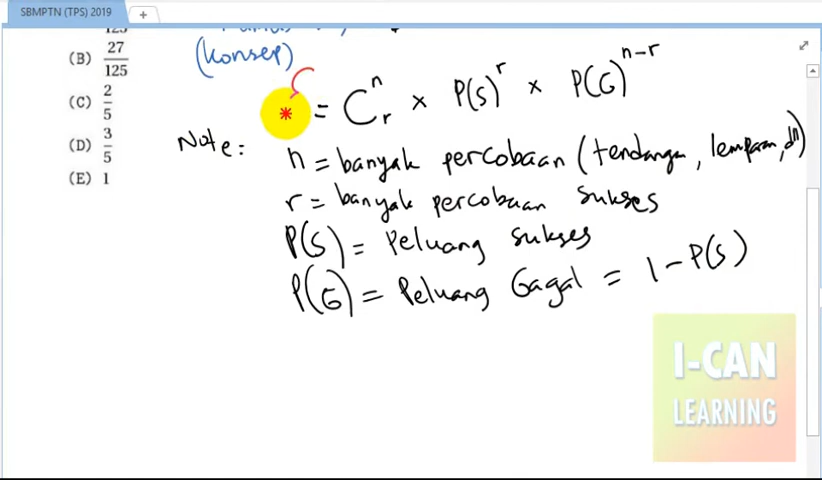 SBMPTN (TPS) 2019
125
(B) 27/125
(konsep)
(C) 2/5
(D) 3/5
(E) 1
= C^n_r × P(S)^r × P(G)^{n-r}
Note:
n = banyak percobaan (tendangan, lemparan, dll)
r = banyak percobaan sukses
P(S) = Peluang sukses
P(G) = Peluang Gagal = 1 - P(S)
I-CAN
LEARNING